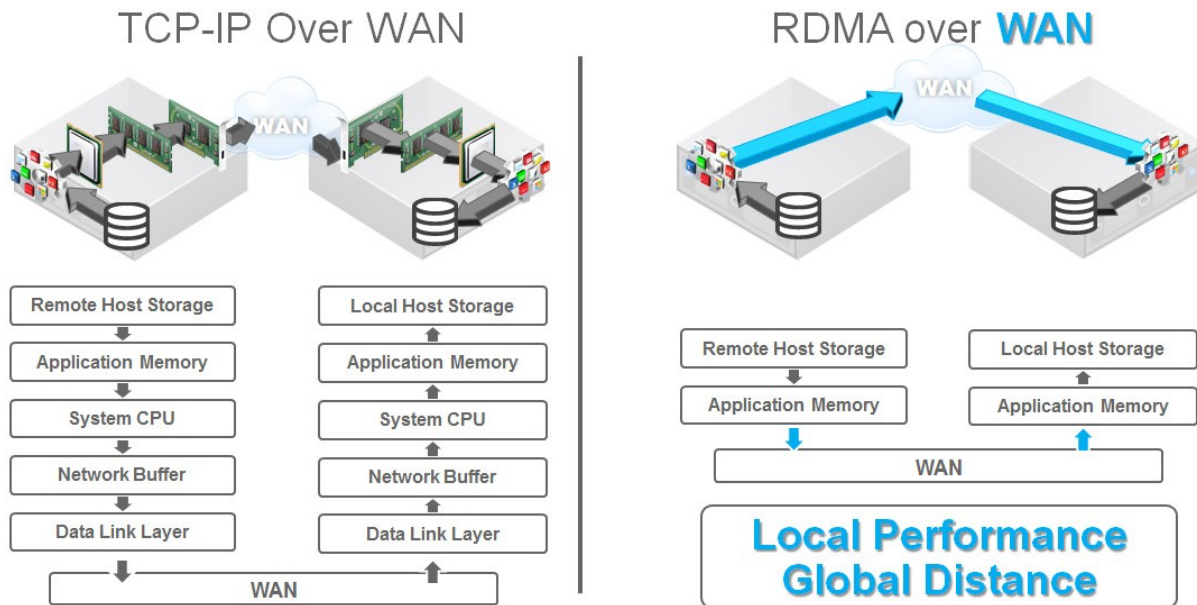 TCP-IP Over WAN
WAN
Remote Host Storage
Application Memory
System CPU
Network Buffer
Data Link Layer
Local Host Storage
Application Memory
System CPU
Network Buffer
Data Link Layer
WAN
RDMA over WAN
WAN
Remote Host Storage
Application Memory
Local Host Storage
Application Memory
WAN
Local Performance
Global Distance